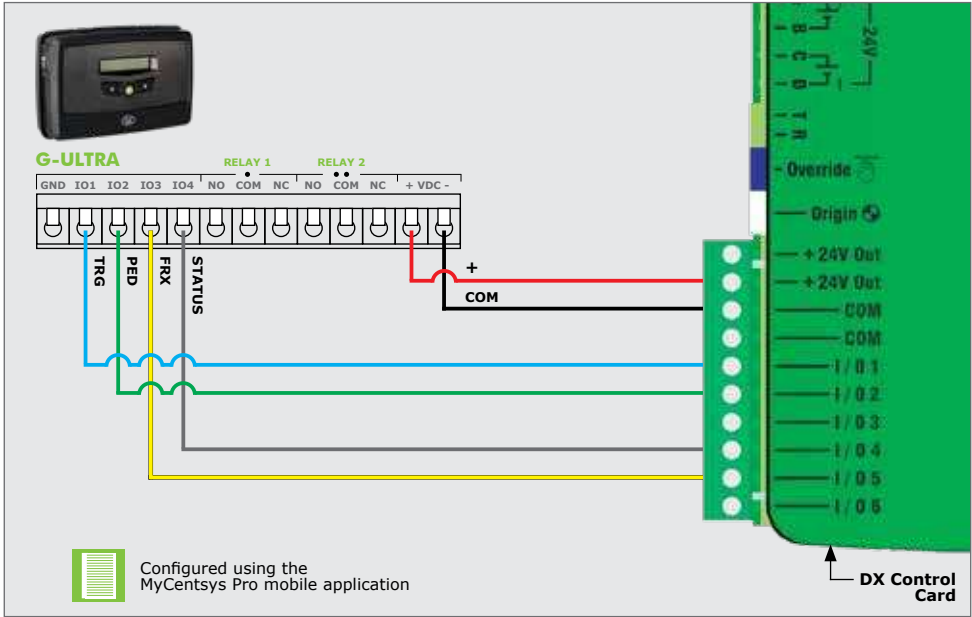 G-ULTRA
RELAY 1
RELAY 2
GND IO1 IO2 IO3 IO4 NO COM NC NO COM NC + VDC -
TRG
PED
FRX
STATUS
+
COM
B
C
D
24V
T
R
Override
Origin
+ 24V Out
+ 24V Out
COM
COM
I / O 1
I / O 2
I / O 3
I / O 4
I / O 5
I / O 6
Configured using the
MyCentsys Pro mobile application
DX Control
Card